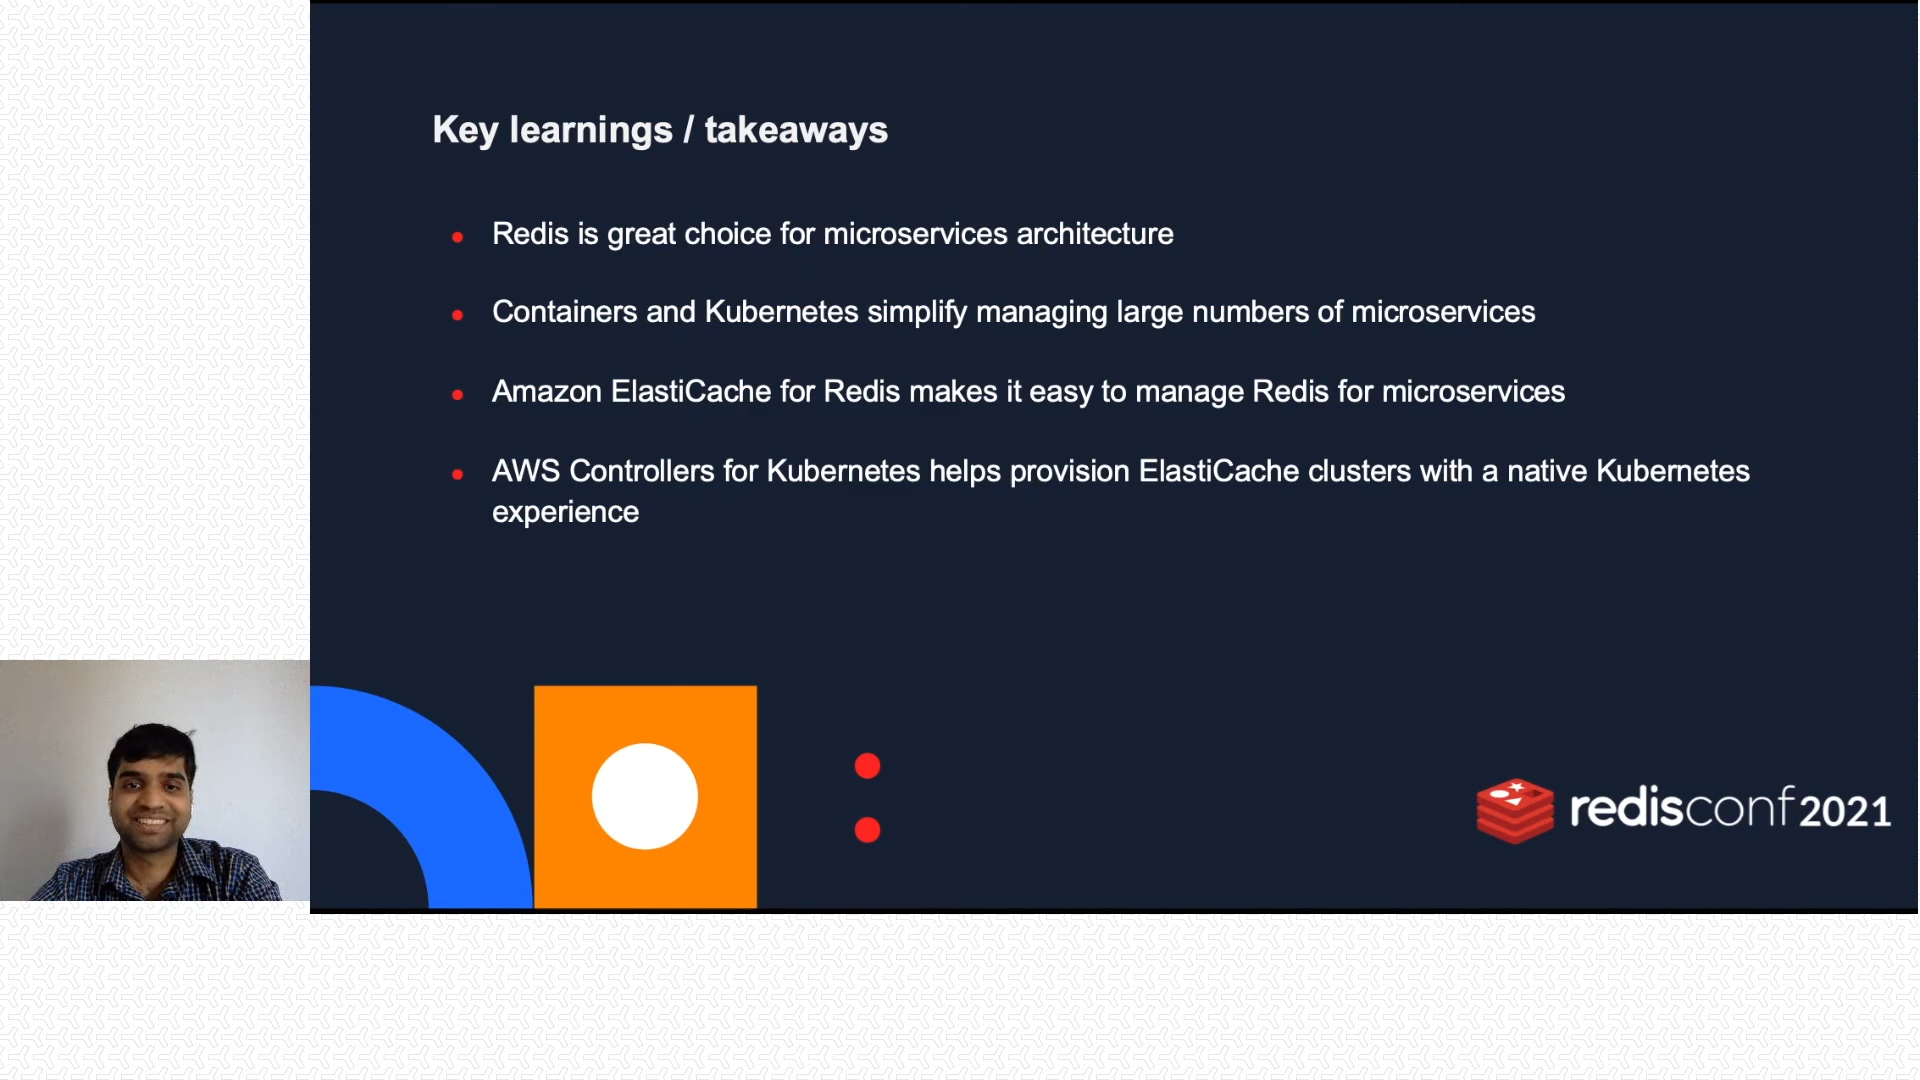 Key learnings / takeaways
Redis is great choice for microservices architecture
Containers and Kubernetes simplify managing large numbers of microservices
Amazon ElastiCache for Redis makes it easy to manage Redis for microservices
AWS Controllers for Kubernetes helps provision ElastiCache clusters with a native Kubernetes
experience
redisconf2021